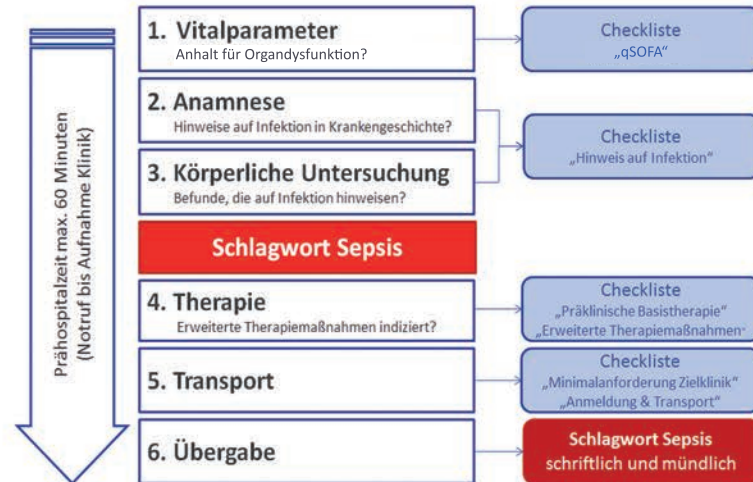 Prähospitalzeit max. 60 Minuten
(Notruf bis Aufnahme Klinik)
1. Vitalparameter
Anhalt für Organdysfunktion?
Checkliste
„qSOFA“
2. Anamnese
Hinweise auf Infektion in Krankengeschichte?
3. Körperliche Untersuchung
Befunde, die auf Infektion hinweisen?
Checkliste
„Hinweis auf Infektion“
Schlagwort Sepsis
4. Therapie
Erweiterte Therapiemaßnahmen indiziert?
Checkliste
„Präklinische Basistherapie“
„Erweiterte Therapiemaßnahmen“
5. Transport
Checkliste
„Minimalanforderung Zielklinik“
„Anmeldung & Transport“
6. Übergabe
Schlagwort Sepsis
schriftlich und mündlich